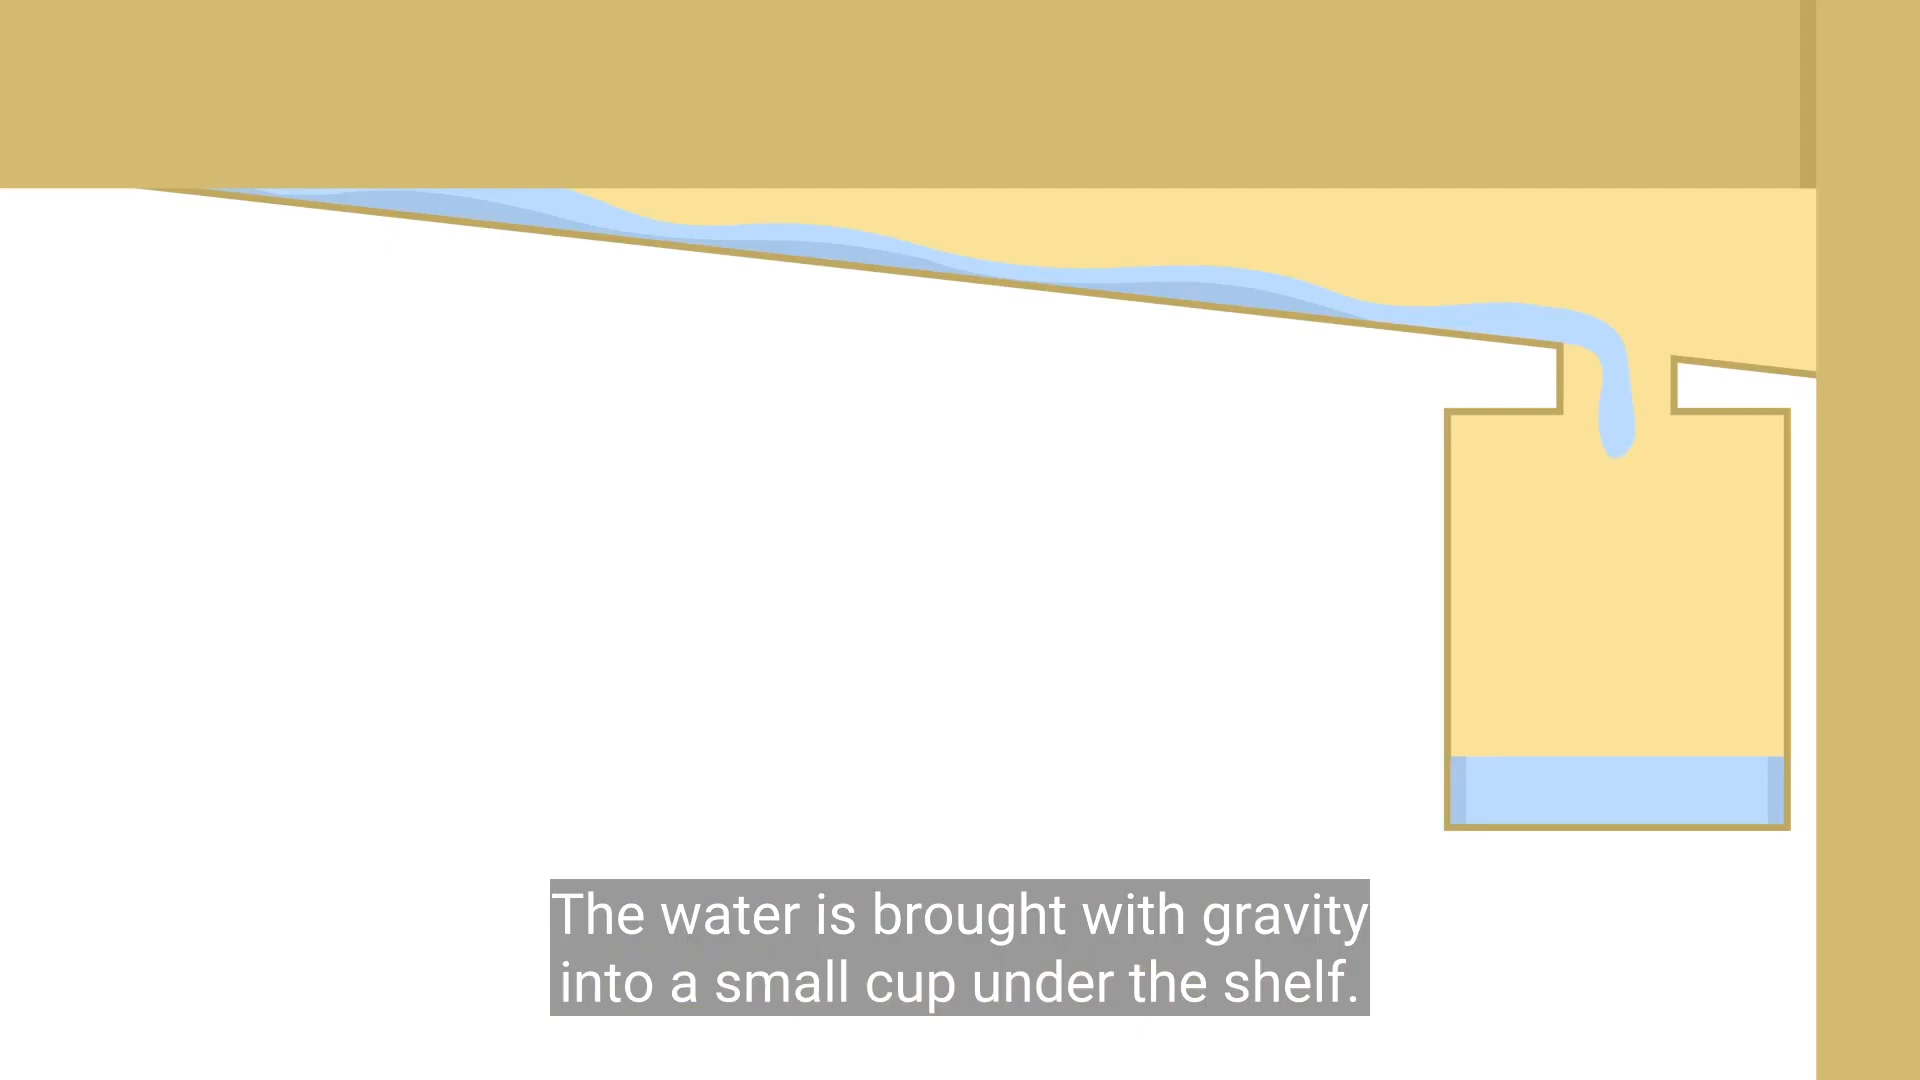 The water is brought with gravity
into a small cup under the shelf.